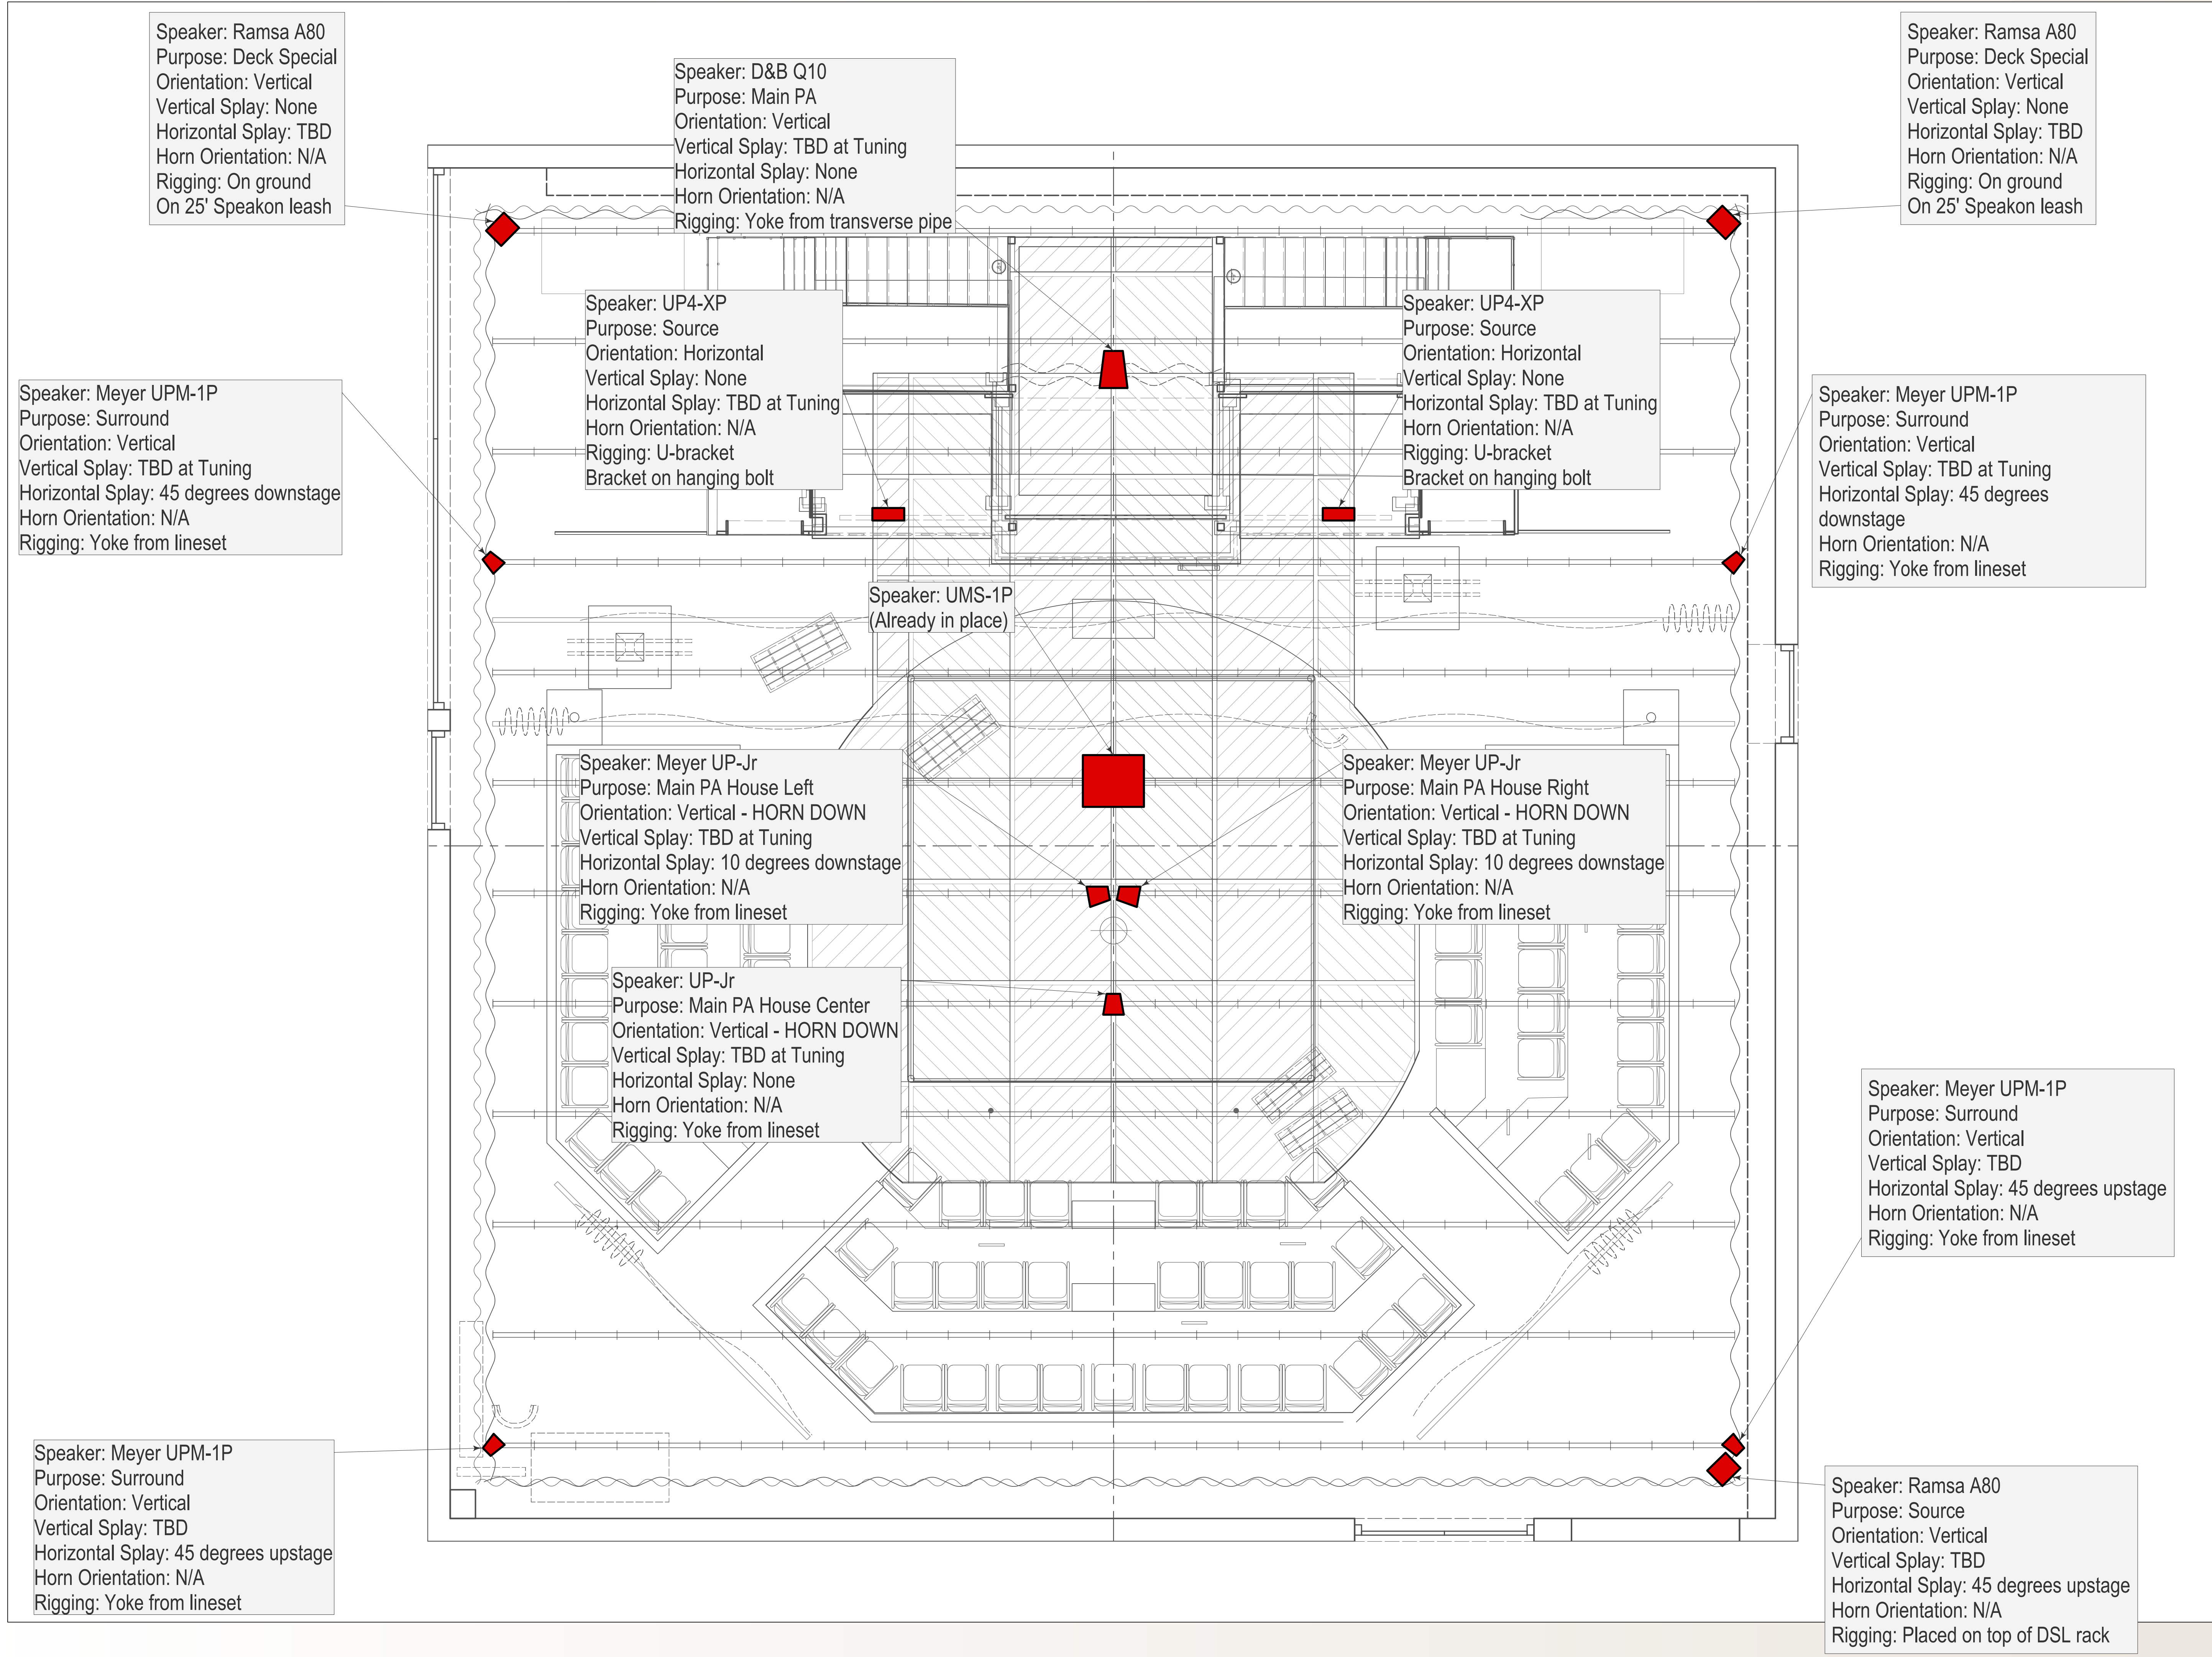 Speaker: Ramsa A80
Purpose: Deck Special
Orientation: Vertical
Vertical Splay: None
Horizontal Splay: TBD
Horn Orientation: N/A
Rigging: On ground
On 25' Speakon leash
Speaker: D&B Q10
Purpose: Main PA
Orientation: Vertical
Vertical Splay: TBD at Tuning
Horizontal Splay: None
Horn Orientation: N/A
Rigging: Yoke from transverse pipe
Speaker: Ramsa A80
Purpose: Deck Special
Orientation: Vertical
Vertical Splay: None
Horizontal Splay: TBD
Horn Orientation: N/A
Rigging: On ground
On 25' Speakon leash
Speaker: UP4-XP
Purpose: Source
Orientation: Horizontal
Vertical Splay: None
Horizontal Splay: TBD at Tuning
Horn Orientation: N/A
Rigging: U-bracket
Bracket on hanging bolt
Speaker: UP4-XP
Purpose: Source
Orientation: Horizontal
Vertical Splay: None
Horizontal Splay: TBD at Tuning
Horn Orientation: N/A
Rigging: U-bracket
Bracket on hanging bolt
Speaker: Meyer UPM-1P
Purpose: Surround
Orientation: Vertical
Vertical Splay: TBD at Tuning
Horizontal Splay: 45 degrees downstage
Horn Orientation: N/A
Rigging: Yoke from lineset
Speaker: Meyer UPM-1P
Purpose: Surround
Orientation: Vertical
Vertical Splay: TBD at Tuning
Horizontal Splay: 45 degrees
downstage
Horn Orientation: N/A
Rigging: Yoke from lineset
Speaker: UMS-1P
(Already in place)
Speaker: Meyer UP-Jr
Purpose: Main PA House Left
Orientation: Vertical - HORN DOWN
Vertical Splay: TBD at Tuning
Horizontal Splay: 10 degrees downstage
Horn Orientation: N/A
Rigging: Yoke from lineset
Speaker: Meyer UP-Jr
Purpose: Main PA House Right
Orientation: Vertical - HORN DOWN
Vertical Splay: TBD at Tuning
Horizontal Splay: 10 degrees downstage
Horn Orientation: N/A
Rigging: Yoke from lineset
Speaker: UP-Jr
Purpose: Main PA House Center
Orientation: Vertical - HORN DOWN
Vertical Splay: TBD at Tuning
Horizontal Splay: None
Horn Orientation: N/A
Rigging: Yoke from lineset
Speaker: Meyer UPM-1P
Purpose: Surround
Orientation: Vertical
Vertical Splay: TBD
Horizontal Splay: 45 degrees upstage
Horn Orientation: N/A
Rigging: Yoke from lineset
Speaker: Meyer UPM-1P
Purpose: Surround
Orientation: Vertical
Vertical Splay: TBD
Horizontal Splay: 45 degrees upstage
Horn Orientation: N/A
Rigging: Yoke from lineset
Speaker: Ramsa A80
Purpose: Source
Orientation: Vertical
Vertical Splay: TBD
Horizontal Splay: 45 degrees upstage
Horn Orientation: N/A
Rigging: Placed on top of DSL rack